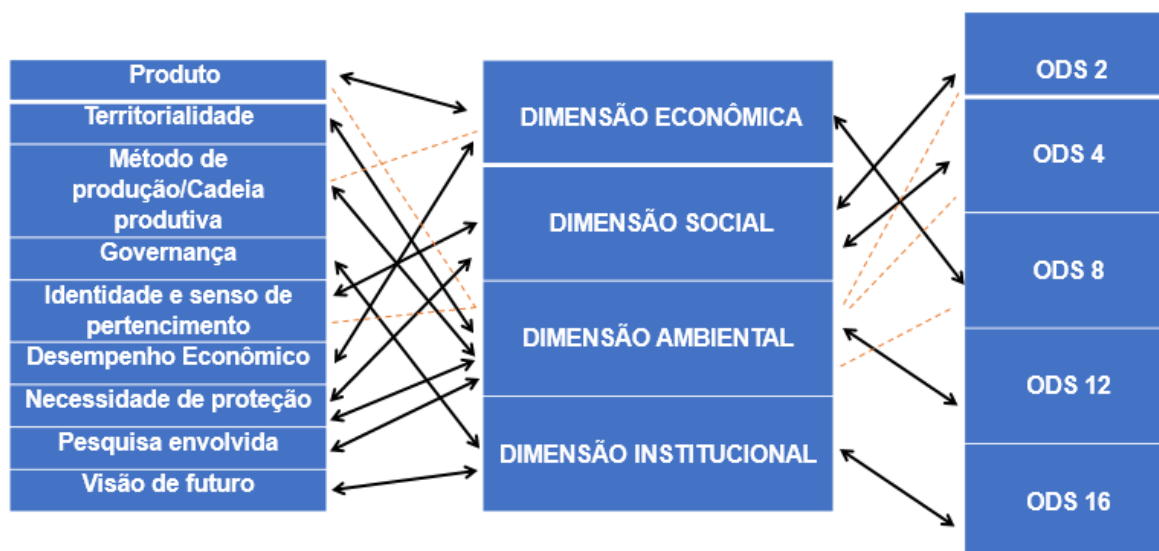 Produto
Territorialidade
Método de
produção/Cadeia
produtiva
Governança
Identidade e senso de
pertencimento
Desempenho Econômico
Necessidade de proteção
Pesquisa envolvida
Visão de futuro
DIMENSÃO ECONÔMICA
DIMENSÃO SOCIAL
DIMENSÃO AMBIENTAL
DIMENSÃO INSTITUCIONAL
ODS 2
ODS 4
ODS 8
ODS 12
ODS 16